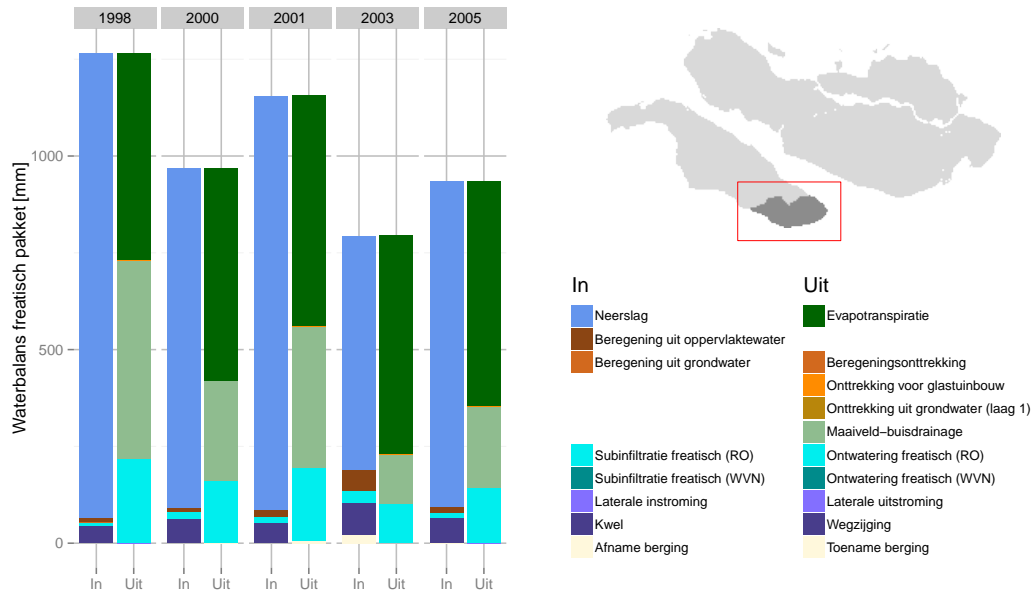 1998 2000 2001 2003 2005
Waterbalans freatisch pakket [mm]
1000
500
0
In Uit In Uit In Uit In Uit In Uit
In
Neerslag
Beregening uit oppervlaktewater
Beregening uit grondwater
Subinfiltratie freatisch (RO)
Subinfiltratie freatisch (WVN)
Laterale instroming
Kwel
Afname berging
Uit
Evapotranspiratie
Beregeningsonttrekking
Onttrekking voor glastuinbouw
Onttrekking uit grondwater (laag 1)
Maaiveld−buisdrainage
Ontwatering freatisch (RO)
Ontwatering freatisch (WVN)
Laterale uitstroming
Wegzijging
Toename berging